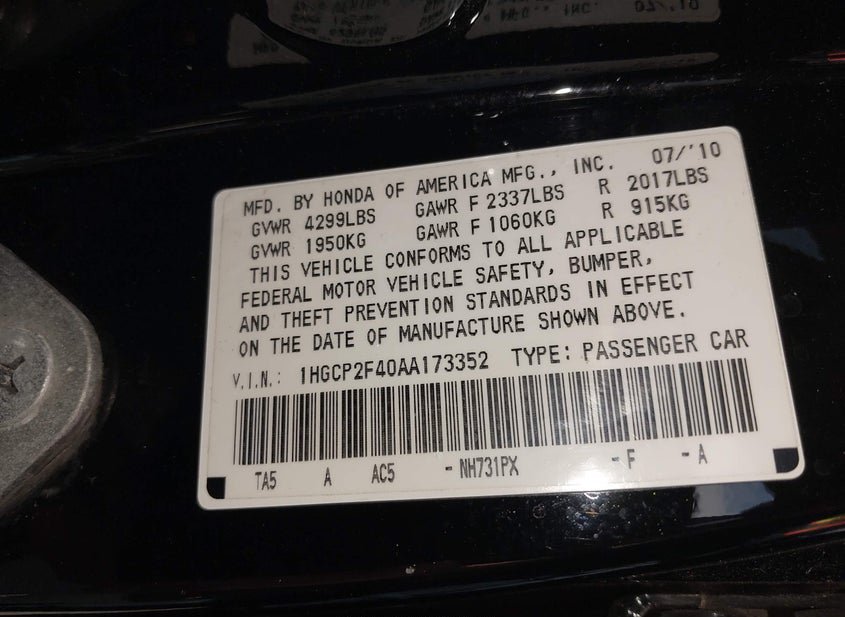 MFD. BY HONDA OF AMERICA MFG., INC. 07/'10
GVWR 4299LBS GAWR F 2337LBS R 2017LBS
GVWR 1950KG GAWR F 1060KG R 915KG
THIS VEHICLE CONFORMS TO ALL APPLICABLE
FEDERAL MOTOR VEHICLE SAFETY, BUMPER,
AND THEFT PREVENTION STANDARDS IN EFFECT
ON THE DATE OF MANUFACTURE SHOWN ABOVE.
V.I.N.: 1HGCP2F40AA173352 TYPE: PASSENGER CAR
TA5 A AC5 - NH731PX - F - A